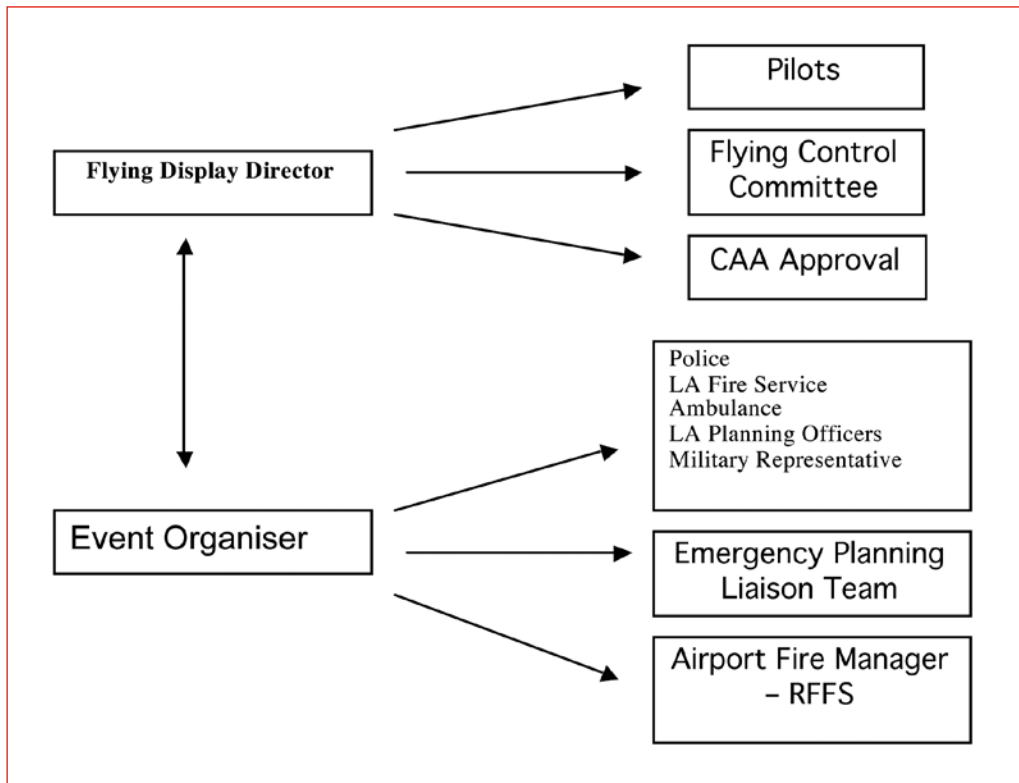 Pilots
Flying Display Director
Flying Control
Committee
CAA Approval
Police
LA Fire Service
Ambulance
LA Planning Officers
Military Representative
Event Organiser
Emergency Planning
Liaison Team
Airport Fire Manager
– RFFS